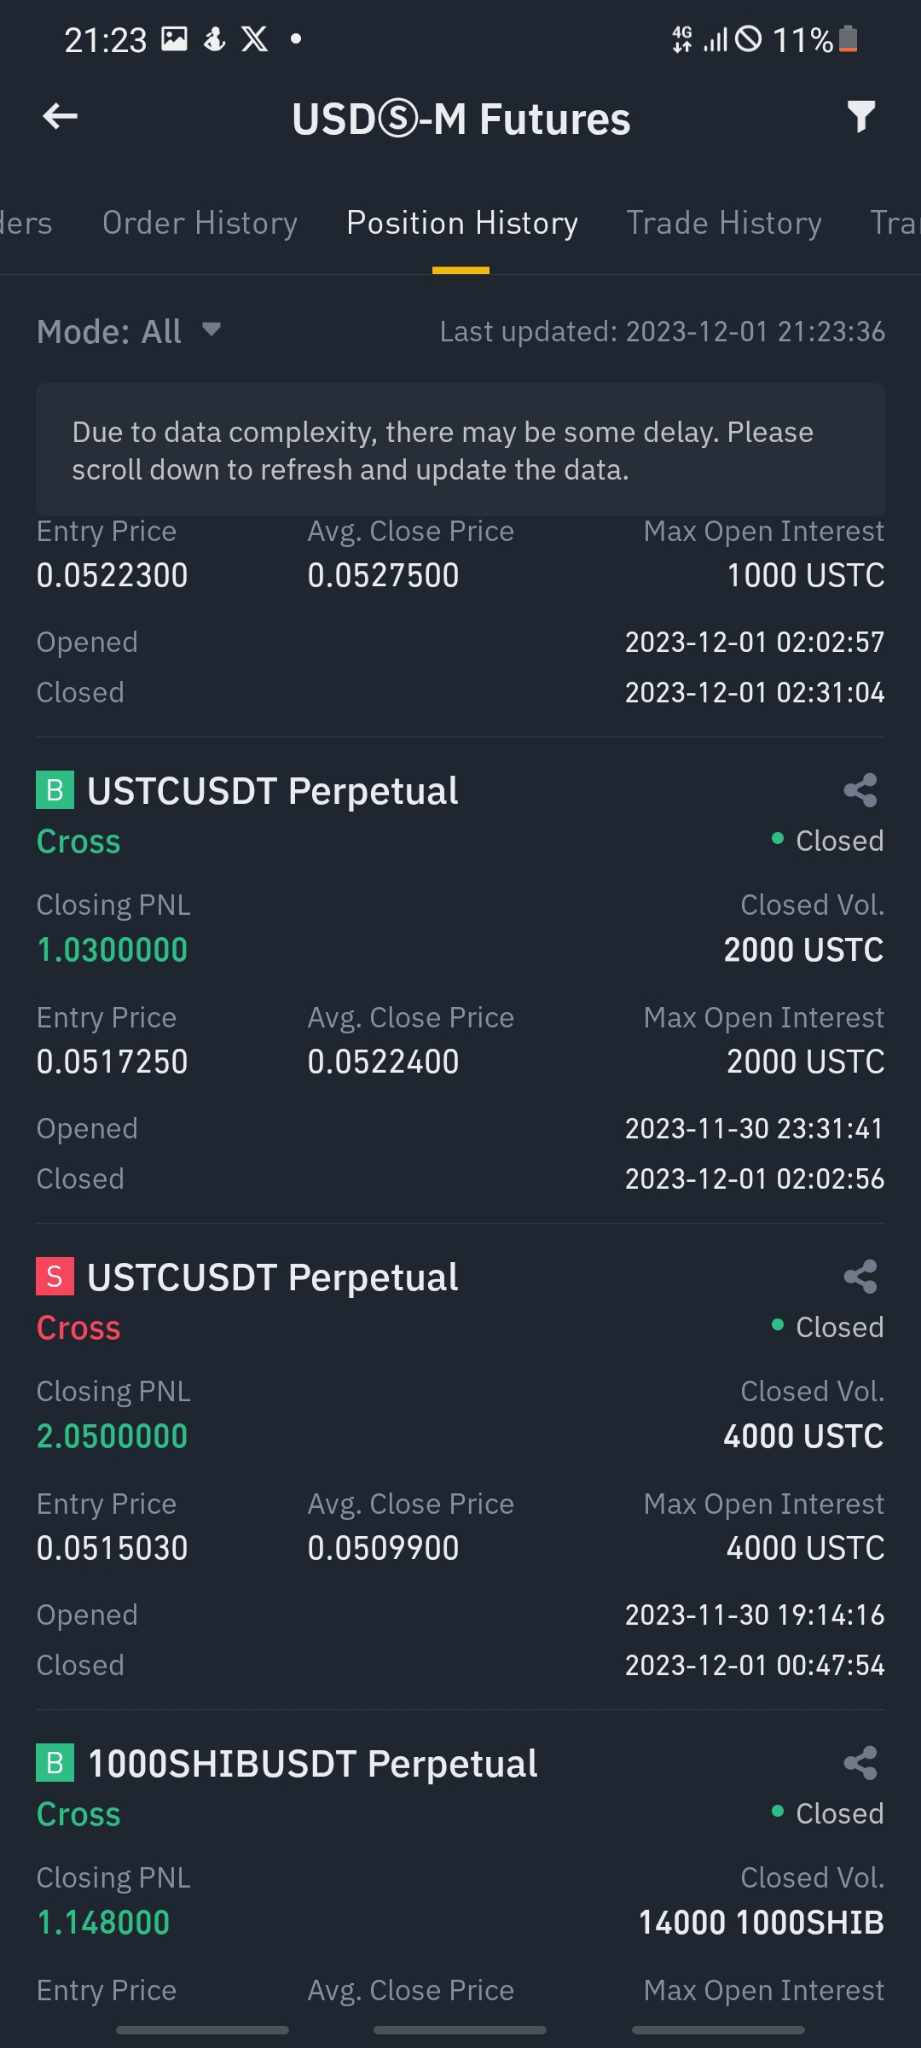 21:23 4G 11%
USDⓈ-M Futures
ders Order History Position History Trade History Tra
Mode: All Last updated: 2023-12-01 21:23:36
Due to data complexity, there may be some delay. Please
scroll down to refresh and update the data.
Entry Price Avg. Close Price Max Open Interest
0.0522300 0.0527500 1000 USTC
Opened 2023-12-01 02:02:57
Closed 2023-12-01 02:31:04
B USTCUSDT Perpetual
Cross Closed
Closing PNL Closed Vol.
1.0300000 2000 USTC
Entry Price Avg. Close Price Max Open Interest
0.0517250 0.0522400 2000 USTC
Opened 2023-11-30 23:31:41
Closed 2023-12-01 02:02:56
S USTCUSDT Perpetual
Cross Closed
Closing PNL Closed Vol.
2.0500000 4000 USTC
Entry Price Avg. Close Price Max Open Interest
0.0515030 0.0509900 4000 USTC
Opened 2023-11-30 19:14:16
Closed 2023-12-01 00:47:54
B 1000SHIBUSDT Perpetual
Cross Closed
Closing PNL Closed Vol.
1.148000 14000 1000SHIB
Entry Price Avg. Close Price Max Open Interest